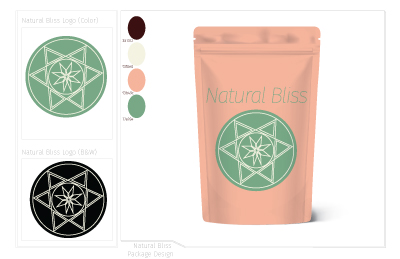 Natural Bliss Logo (Color)
Natural Bliss
Natural Bliss Logo (B&W)
Natural Bliss
Package Design